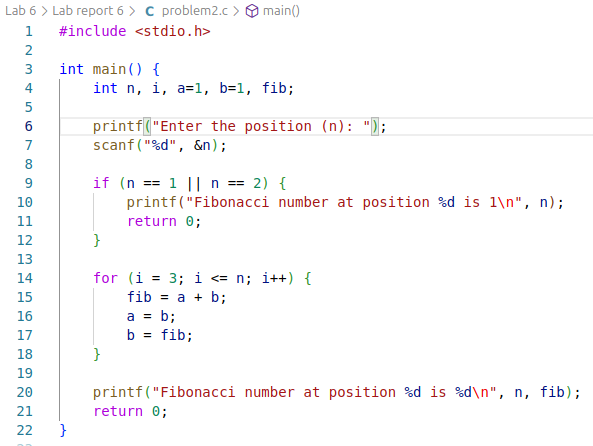 Lab 6 > Lab report 6 > C problem2.c > main()
1 #include <stdio.h>
2
3 int main() {
4     int n, i, a=1, b=1, fib;
5
6     printf("Enter the position (n): ");
7     scanf("%d", &n);
8
9     if (n == 1 || n == 2) {
10         printf("Fibonacci number at position %d is 1\n", n);
11         return 0;
12     }
13
14     for (i = 3; i <= n; i++) {
15         fib = a + b;
16         a = b;
17         b = fib;
18     }
19
20     printf("Fibonacci number at position %d is %d\n", n, fib);
21     return 0;
22 }